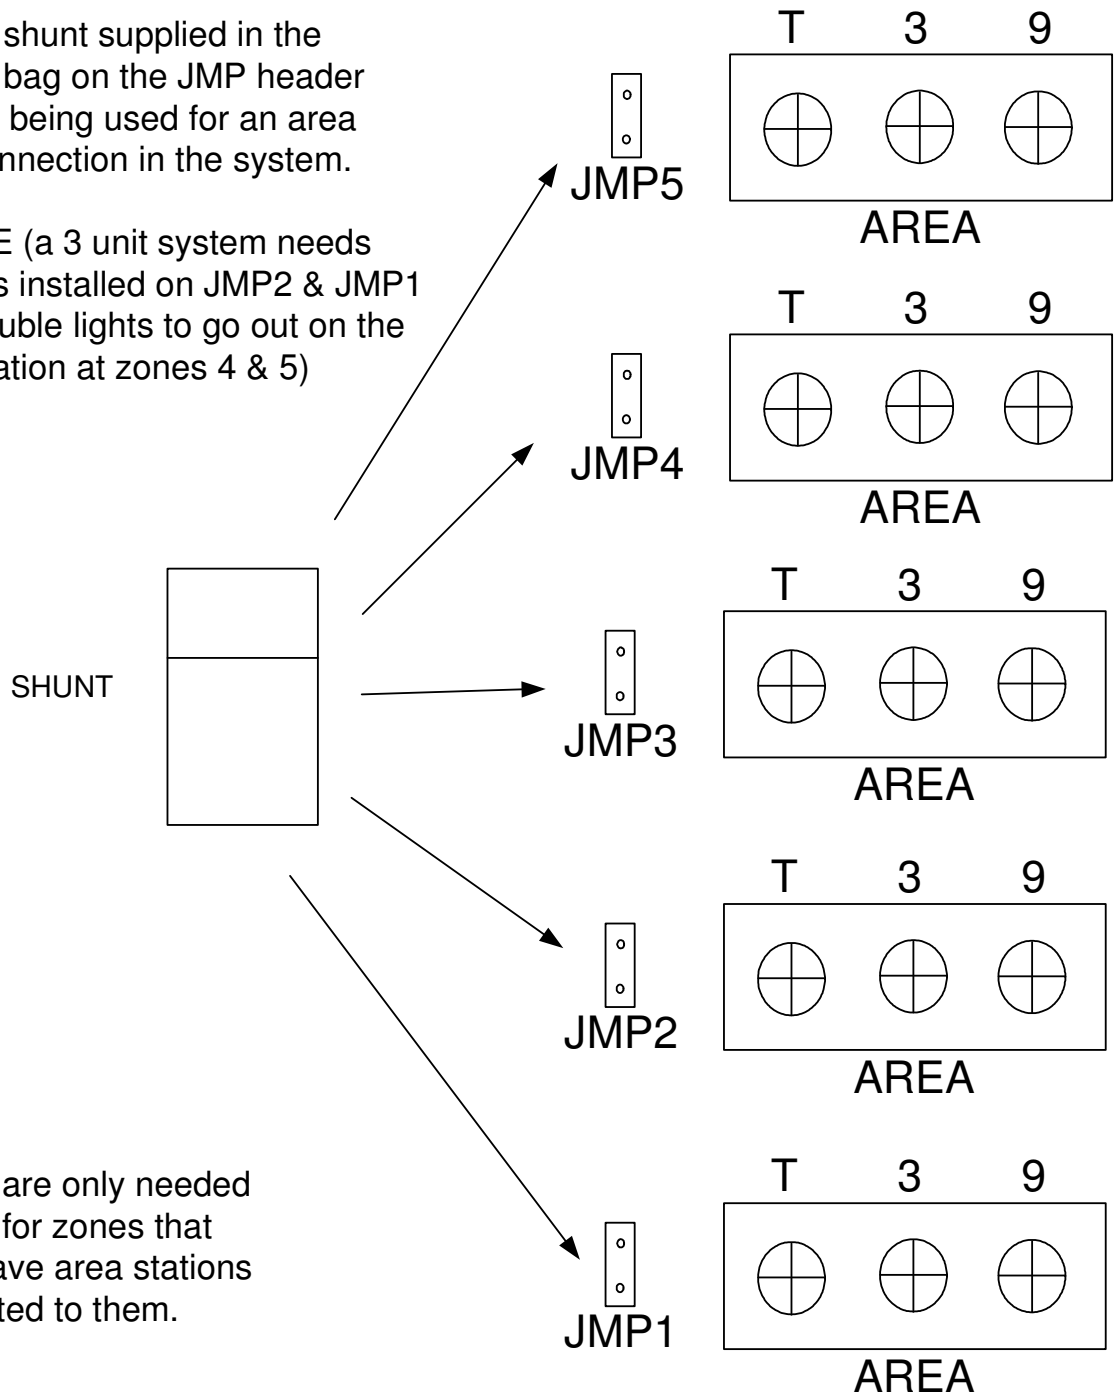 shunt supplied in the
bag on the JMP header
being used for an area
nnection in the system.
E (a 3 unit system needs
s installed on JMP2 & JMP1
uble lights to go out on the
ation at zones 4 & 5)
T 3 9
JMP5
AREA
T 3 9
JMP4
AREA
T 3 9
SHUNT
JMP3
AREA
T 3 9
JMP2
AREA
are only needed
for zones that
ave area stations
ted to them.
T 3 9
JMP1
AREA